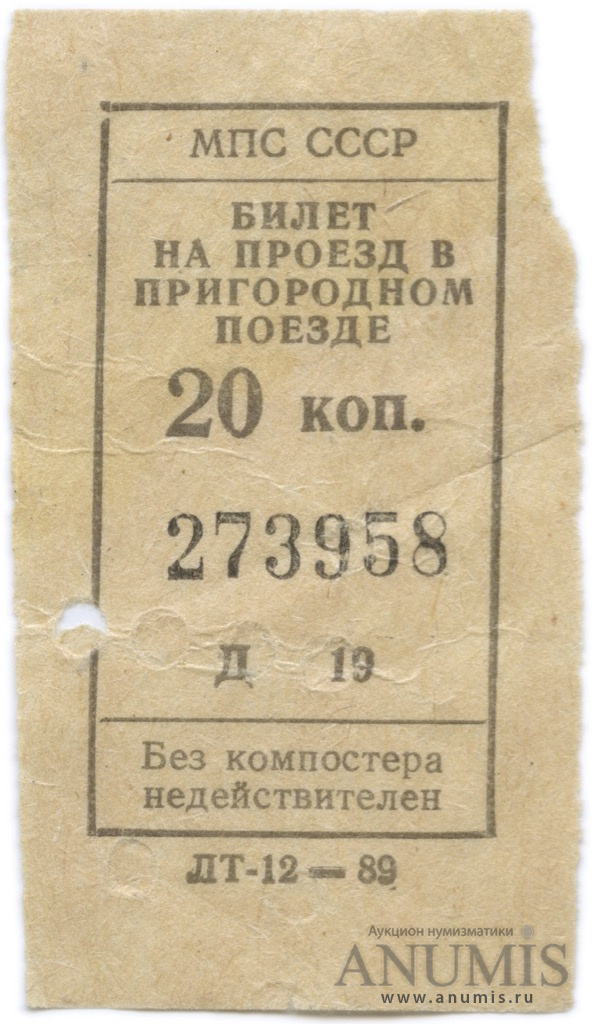 МПС СССР
БИЛЕТ
НА ПРОЕЗД В
ПРИГОРОДНОМ
ПОЕЗДЕ
20 коп.
273958
Д 19
Без компостера
недействителен
ЛТ-12 — 89
Аукцион нумизматики
ANUMIS
www.anumis.ru